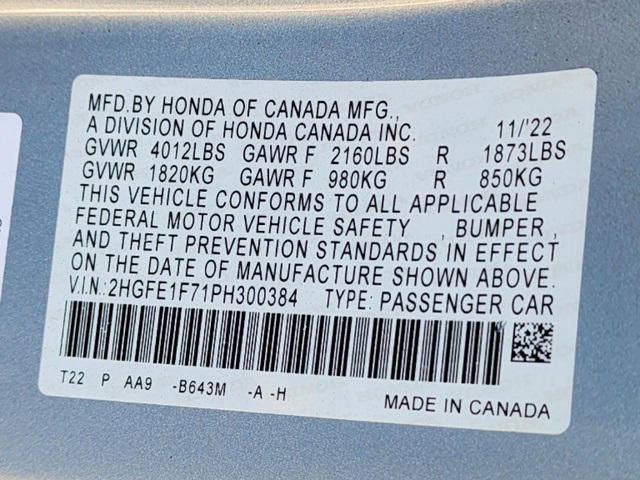 MFD.BY HONDA OF CANADA MFG.,
A DIVISION OF HONDA CANADA INC. 11/'22
GVWR 4012LBS GAWR F 2160LBS R 1873LBS
GVWR 1820KG GAWR F 980KG R 850KG
THIS VEHICLE CONFORMS TO ALL APPLICABLE
FEDERAL MOTOR VEHICLE SAFETY , BUMPER ,
AND THEFT PREVENTION STANDARDS IN EFFECT
ON THE DATE OF MANUFACTURE SHOWN ABOVE.
V.I.N.:2HGFE1F71PH300384 TYPE: PASSENGER CAR
T22 P AA9 -B643M -A -H
MADE IN CANADA